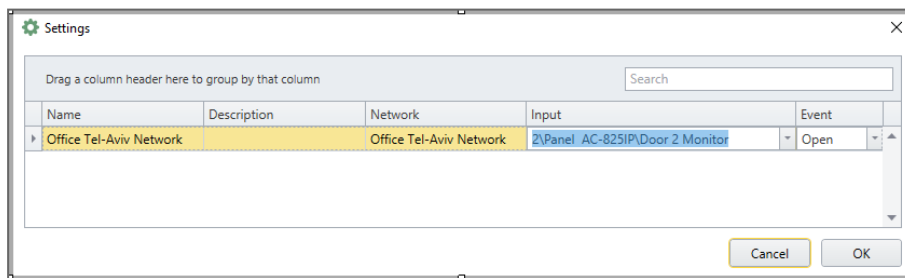 Settings
Drag a column header here to group by that column
Search
Name Description Network Input Event
Office Tel-Aviv Network Office Tel-Aviv Network 2\Panel AC-825IP\Door 2 Monitor Open
Cancel OK